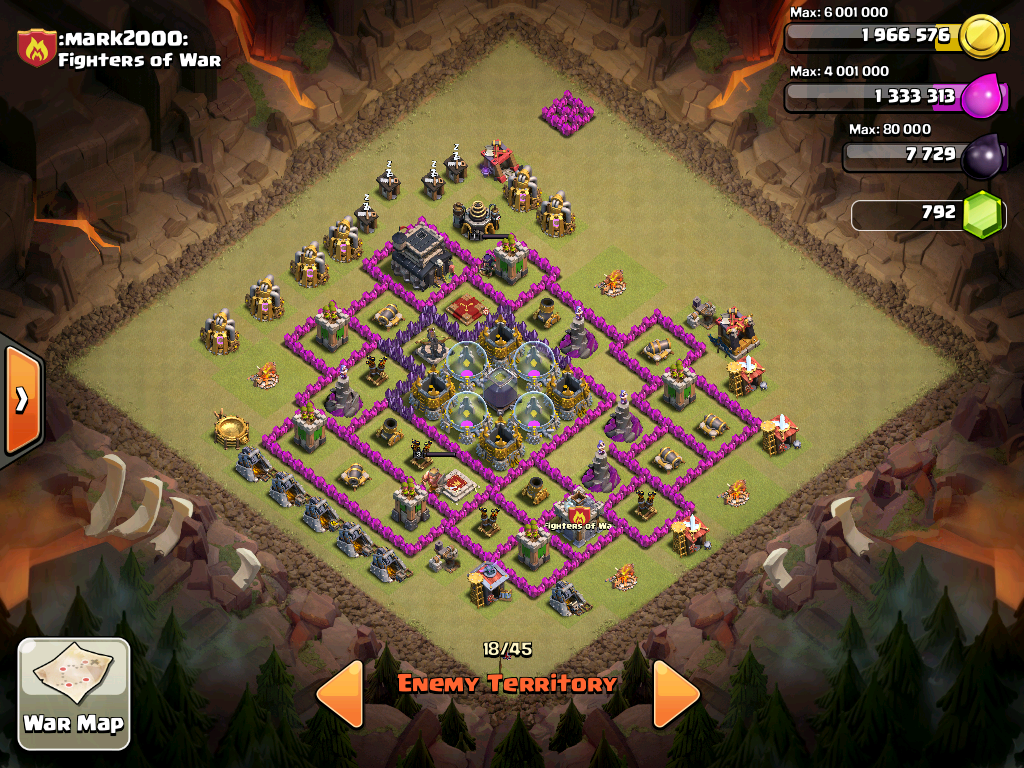 :mark2000:
Fighters of War
Max: 6 001 000
1 966 576
Max: 4 001 000
1 333 313
Max: 80 000
7 729
792
z
z
z
z
z
z
z
z
Fighters of Wa
18/45
Enemy Territory
War Map